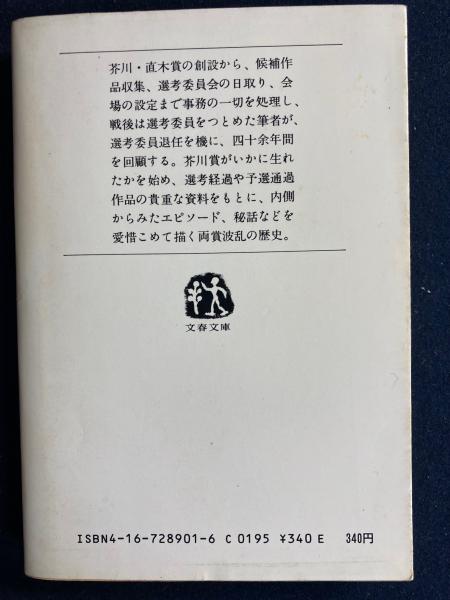 芥川・直木賞の創設から、候補作
品収集、選考委員会の日取り、会
場の設定まで事務の一切を処理し、
戦後は選考委員をつとめた筆者が、
選考委員退任を機に、四十余年間
を回顧する。芥川賞がいかに生れ
たかを始め、選考経過や予選通過
作品の貴重な資料をもとに、内側
からみたエピソード、秘話などを
愛惜こめて描く両賞波乱の歴史。
文春文庫
ISBN4-16-728901-6 C0195 ¥340E 340円